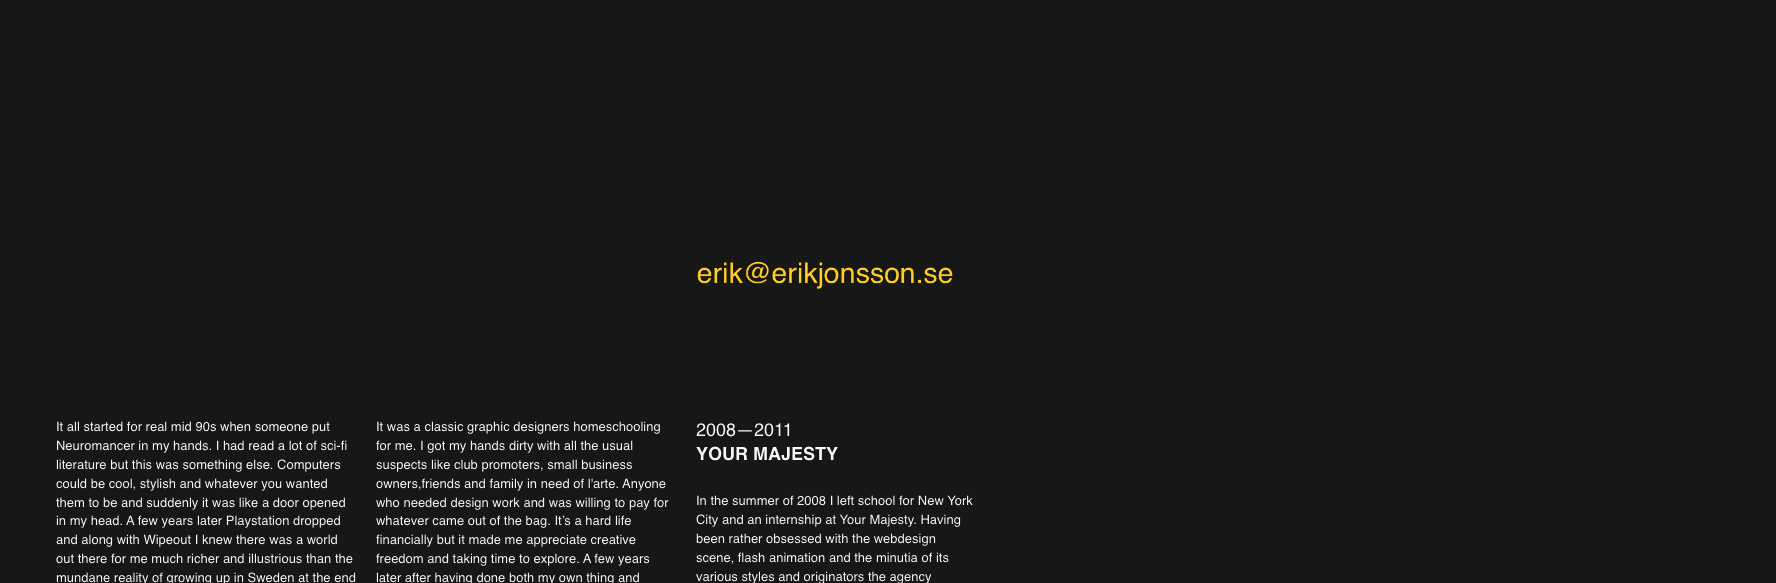 erik@erikjonsson.se
It all started for real mid 90s when someone put
Neuromancer in my hands. I had read a lot of sci-fi
literature but this was something else. Computers
could be cool, stylish and whatever you wanted
them to be and suddenly it was like a door opened
in my head. A few years later Playstation dropped
and along with Wipeout I knew there was a world
out there for me much richer and illustrious than the
mundane reality of growing up in Sweden at the end
It was a classic graphic designers homeschooling
for me. I got my hands dirty with all the usual
suspects like club promoters, small business
owners,friends and family in need of l'arte. Anyone
who needed design work and was willing to pay for
whatever came out of the bag. It's a hard life
financially but it made me appreciate creative
freedom and taking time to explore. A few years
later after having done both my own thing and
2008—2011
YOUR MAJESTY
In the summer of 2008 I left school for New York
City and an internship at Your Majesty. Having
been rather obsessed with the webdesign
scene, flash animation and the minutia of its
various styles and originators the agency